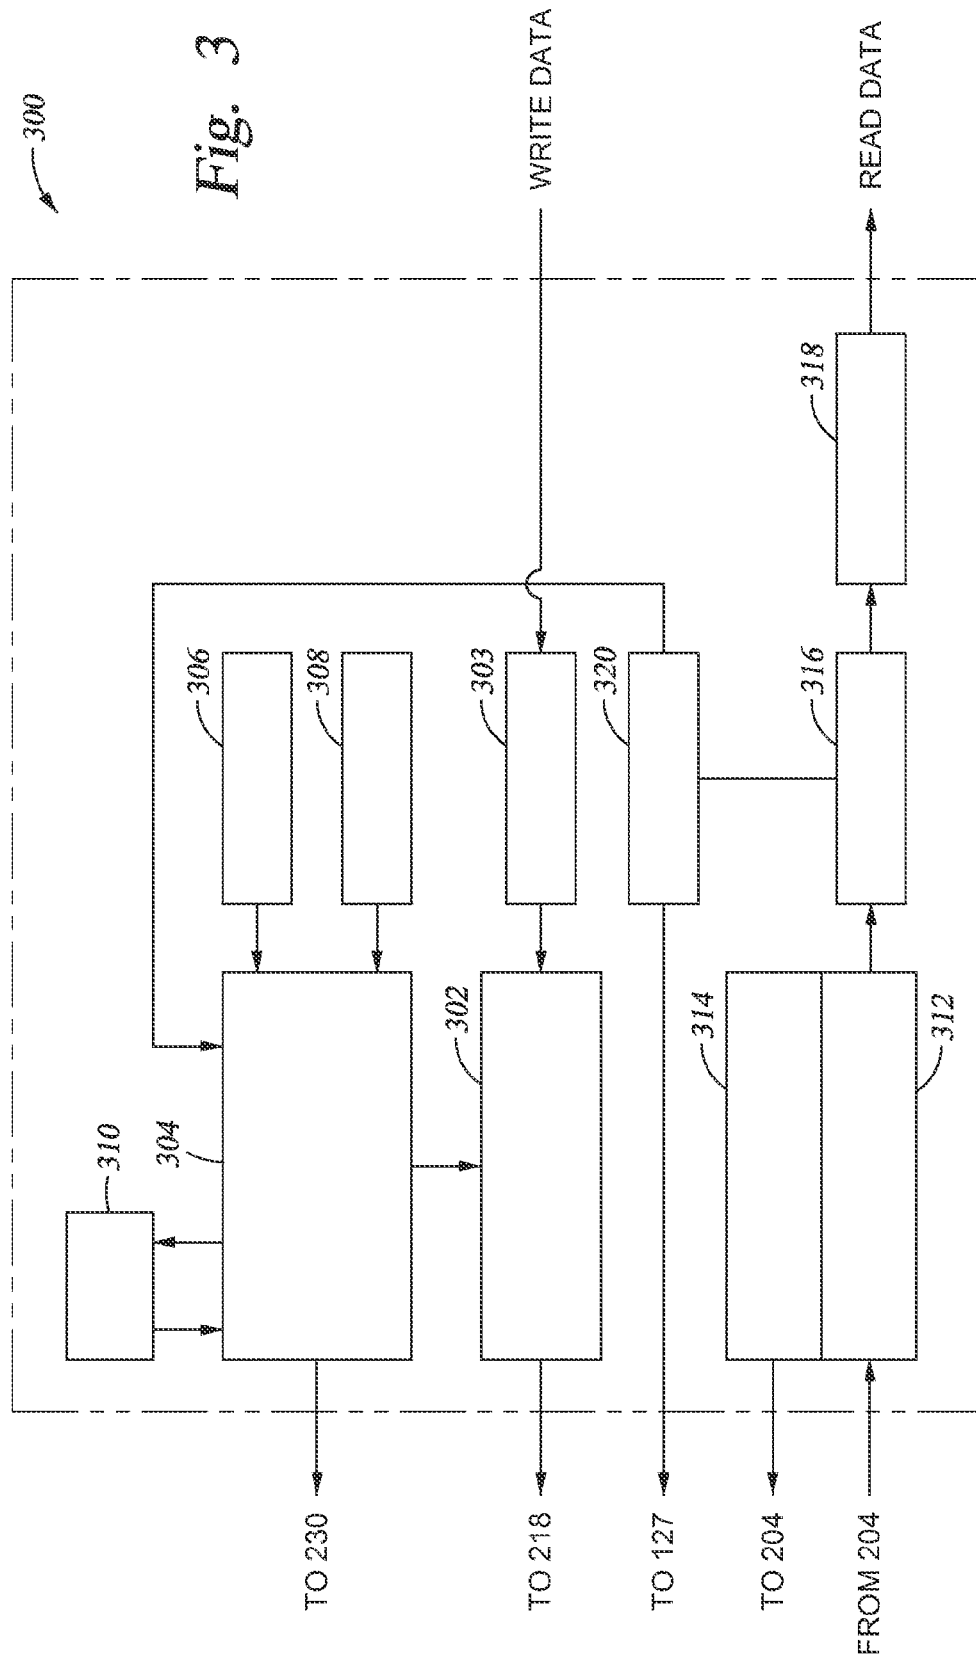 300
Fig. 3
WRITE DATA
READ DATA
306
308
303
320
316
318
310
304
302
314
312
TO 230
TO 218
TO 127
TO 204
FROM 204